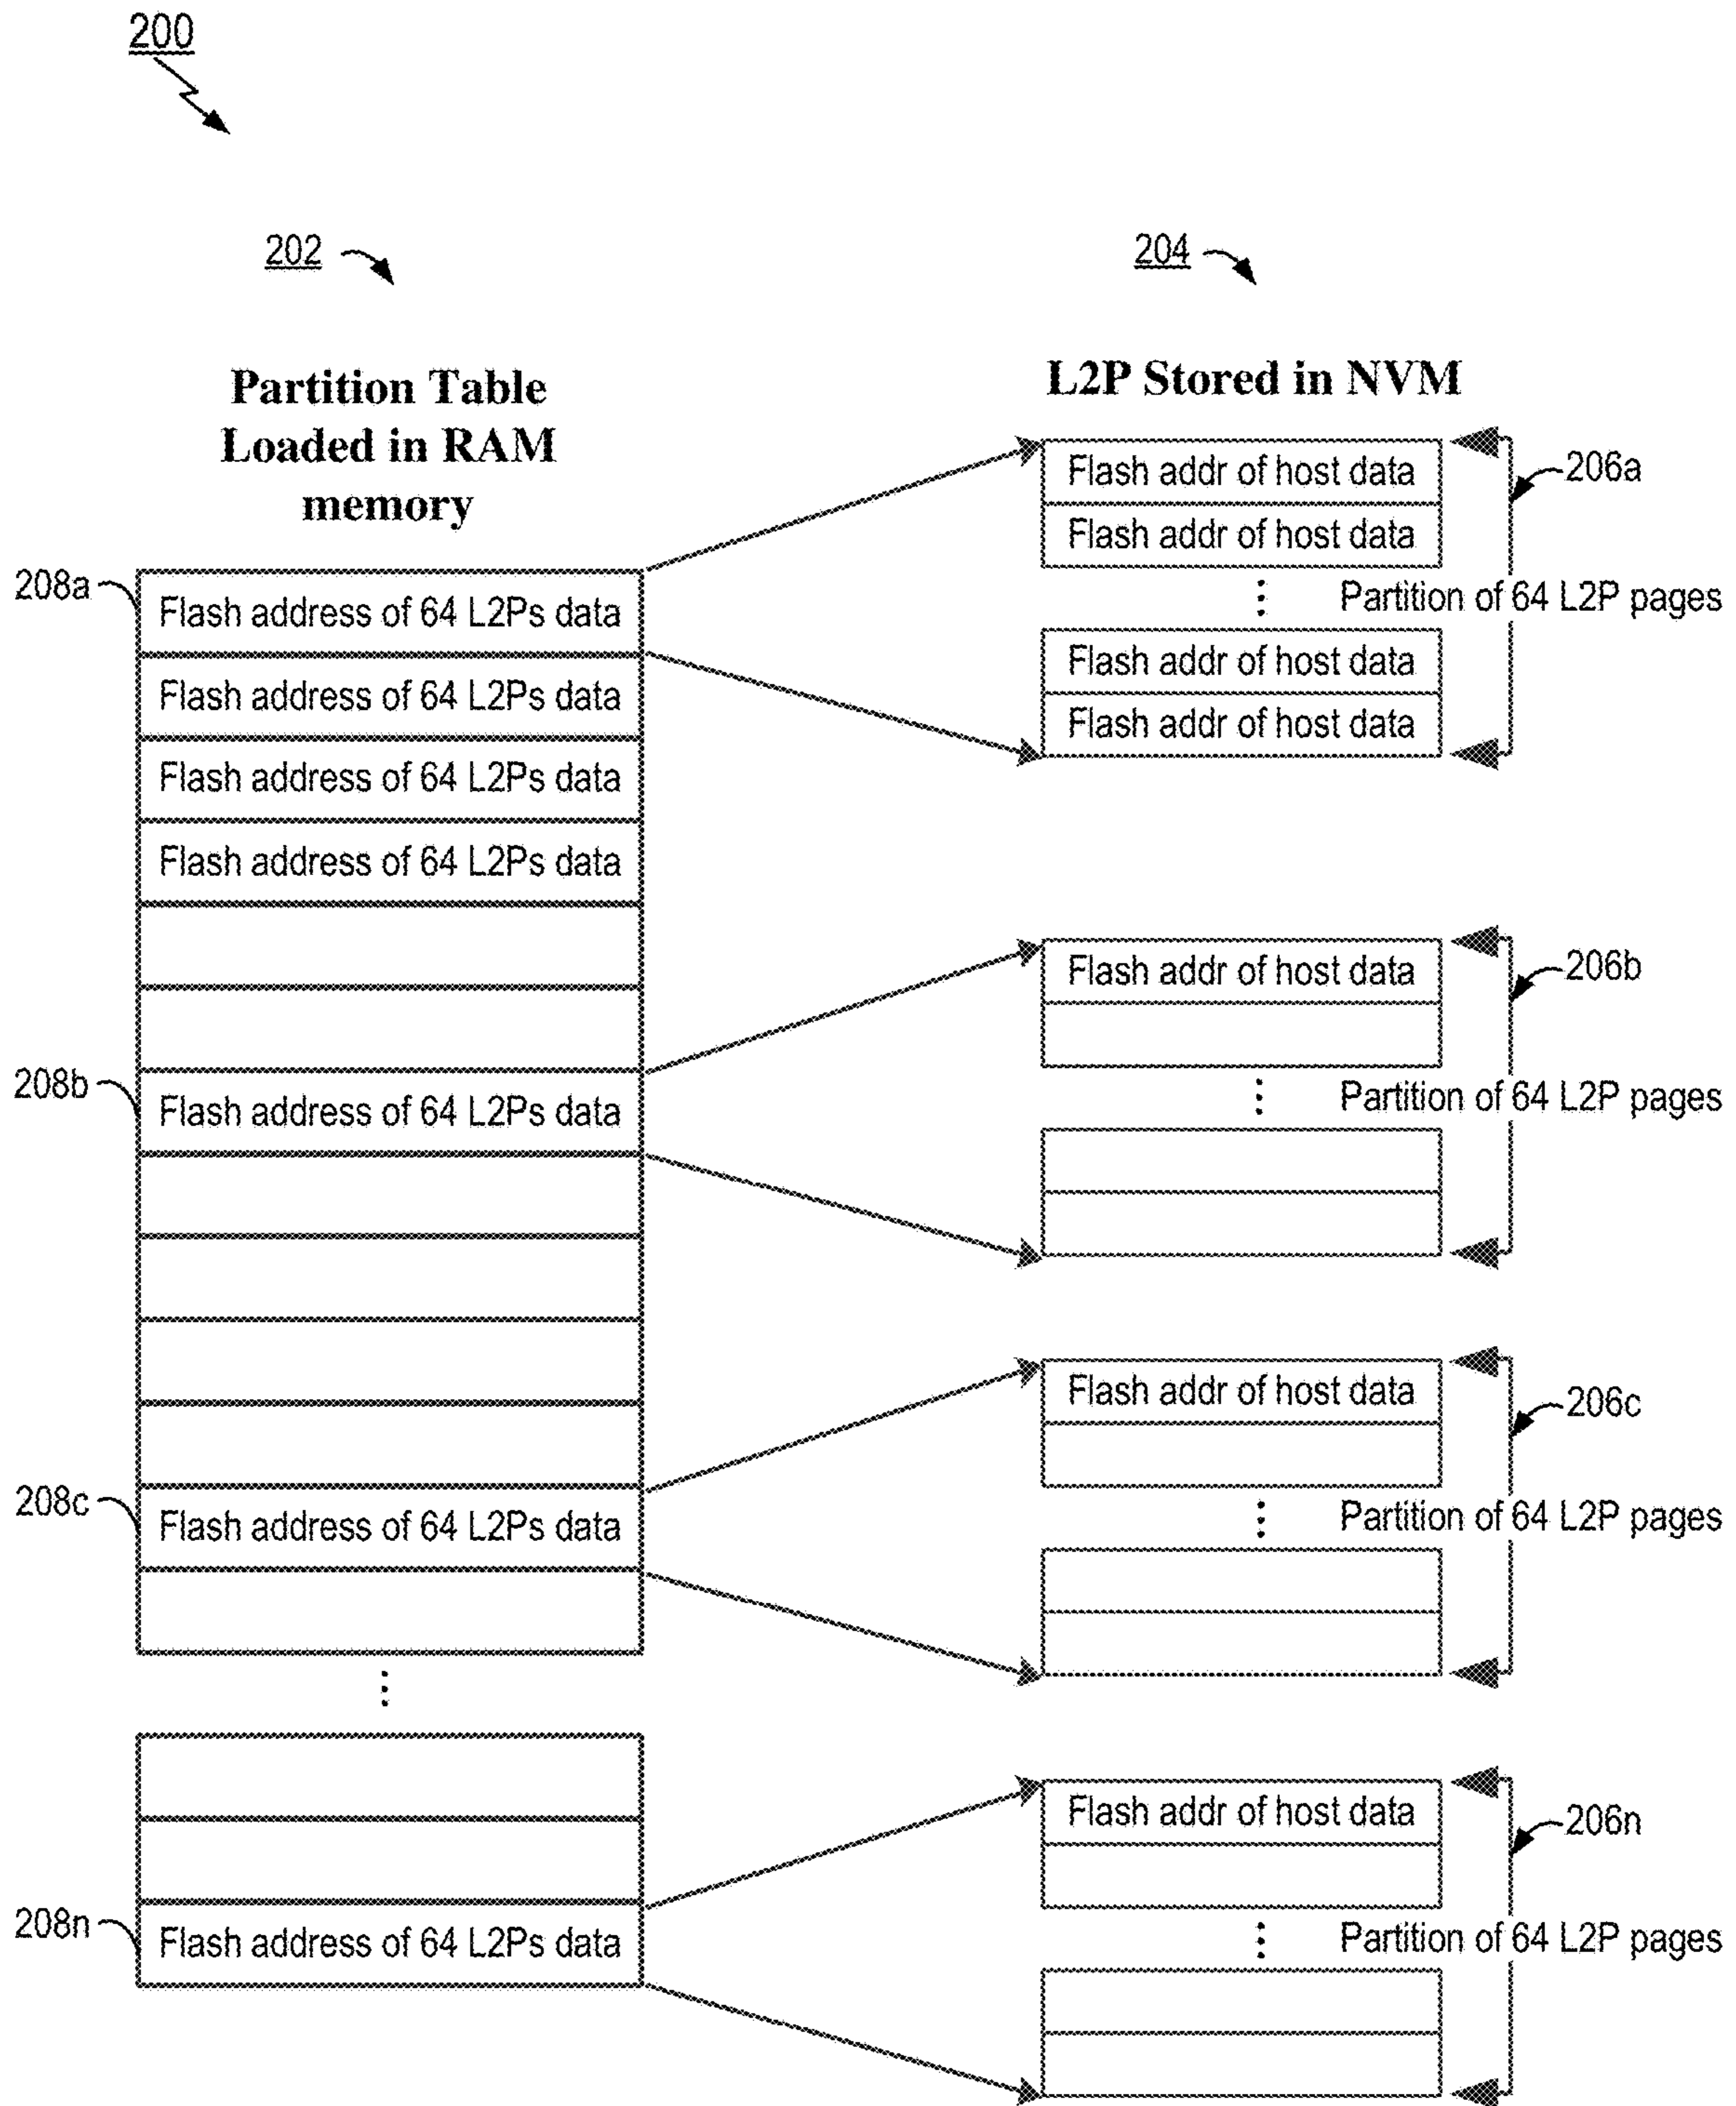 200
202
204
Partition Table
Loaded in RAM
memory
L2P Stored in NVM
208a
Flash address of 64 L2Ps data
Flash address of 64 L2Ps data
Flash address of 64 L2Ps data
Flash address of 64 L2Ps data
208b
Flash address of 64 L2Ps data
208c
Flash address of 64 L2Ps data
208n
Flash address of 64 L2Ps data
Flash addr of host data
Flash addr of host data
Flash addr of host data
Flash addr of host data
206a
Partition of 64 L2P pages
Flash addr of host data
206b
Partition of 64 L2P pages
Flash addr of host data
206c
Partition of 64 L2P pages
Flash addr of host data
206n
Partition of 64 L2P pages